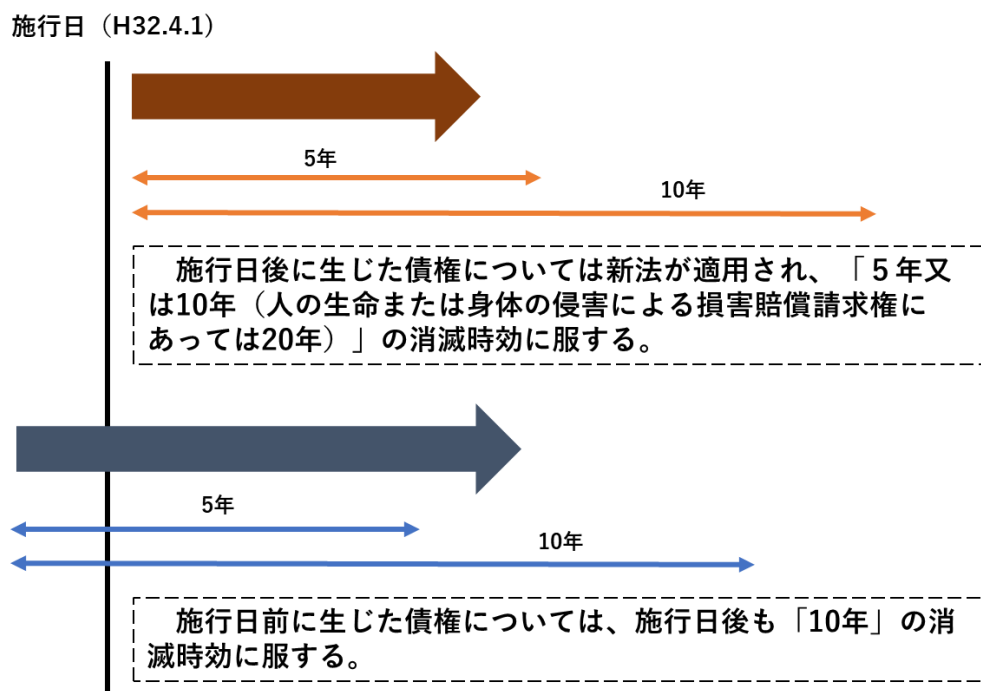 施行日（H32.4.1）
5年
10年
施行日後に生じた債権については新法が適用され、「５年又
は10年（人の生命または身体の侵害による損害賠償請求権に
あっては20年）」の消滅時効に服する。
5年
10年
施行日前に生じた債権については、施行日後も「10年」の消
滅時効に服する。